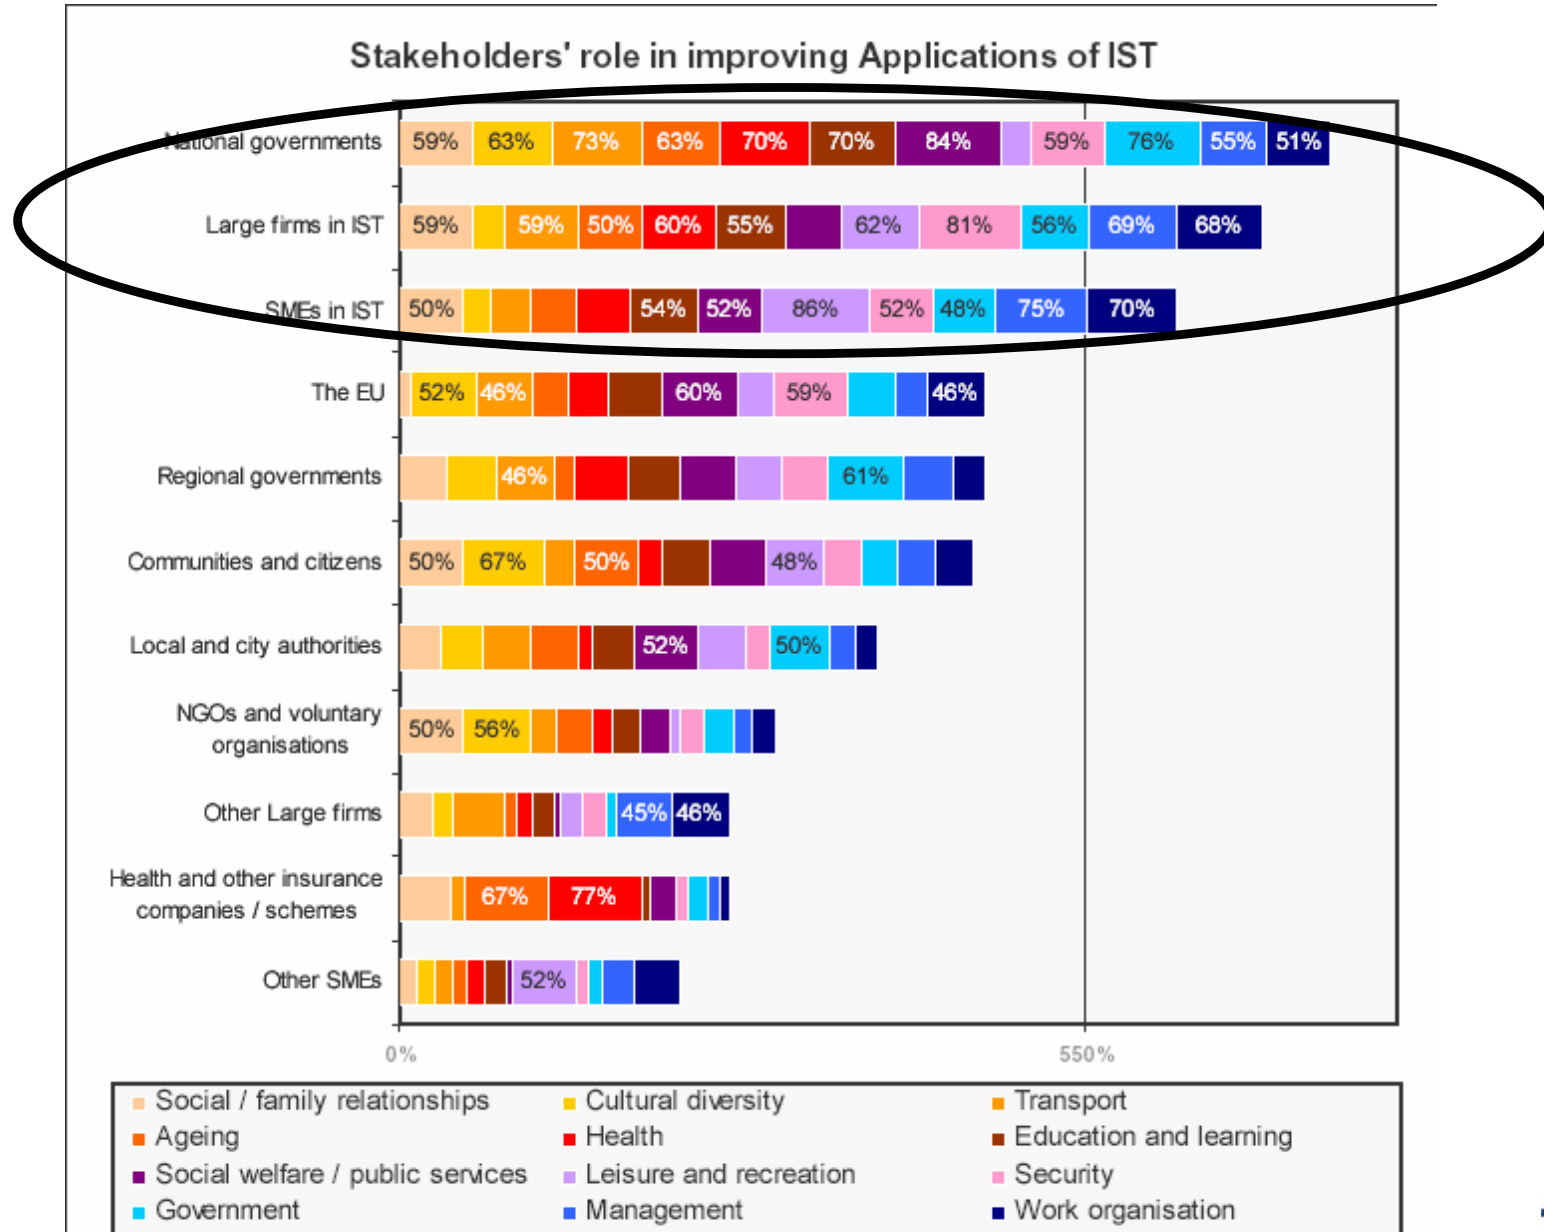 Stakeholders' role in improving Applications of IST
National governments 59% 63% 73% 63% 70% 70% 84% 59% 76% 55% 51%
Large firms in IST 59% 59% 50% 60% 55% 62% 81% 56% 69% 68%
SMEs in IST 50% 54% 52% 86% 52% 48% 75% 70%
The EU 52% 46% 60% 59% 46%
Regional governments 46% 61%
Communities and citizens 50% 67% 50% 48%
Local and city authorities 52% 50%
NGOs and voluntary
organisations 50% 56%
Other Large firms 45% 46%
Health and other insurance
companies / schemes 67% 77%
Other SMEs 52%
0% 550%
Social / family relationships Cultural diversity Transport
Ageing Health Education and learning
Social welfare / public services Leisure and recreation Security
Government Management Work organisation